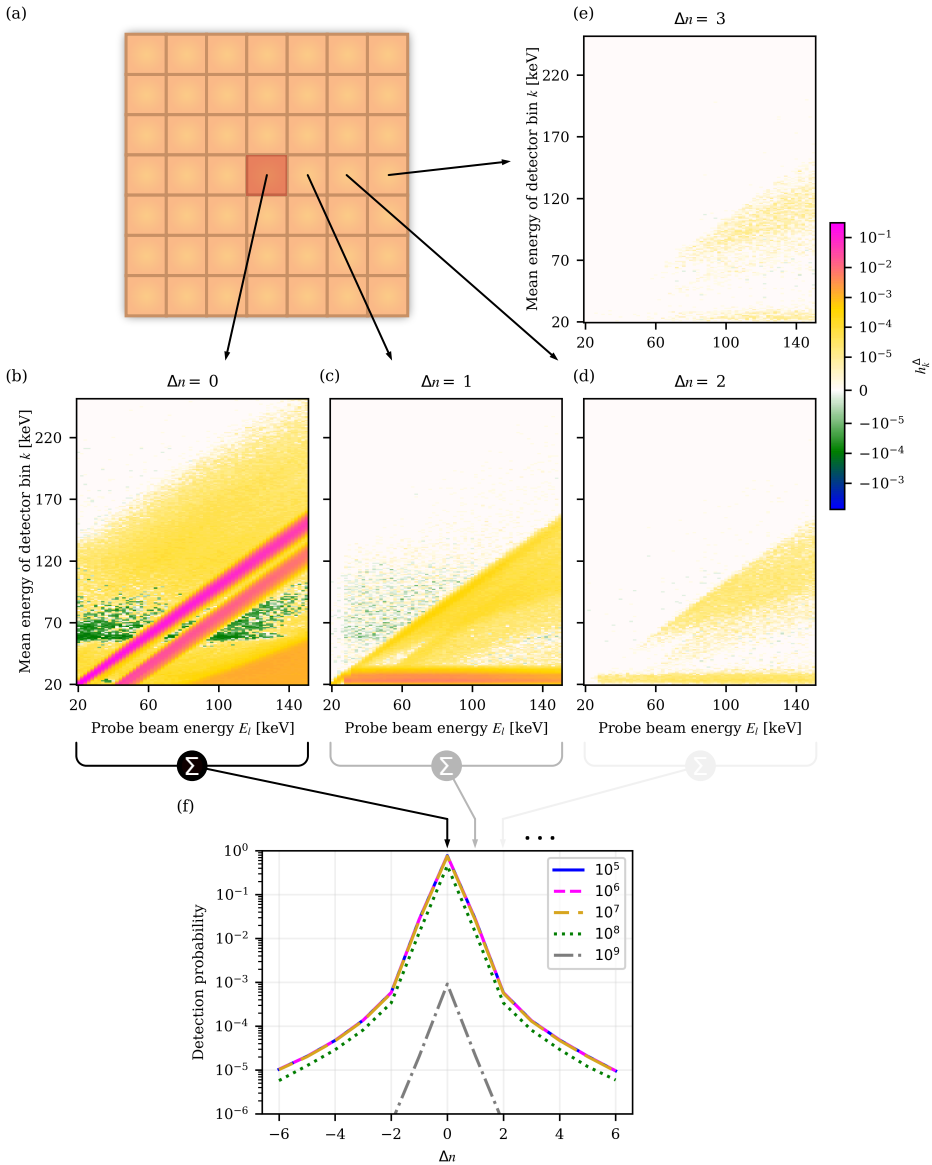 (a)
(e)
Δn = 3
Mean energy of detector bin k [keV]
220
170
120
70
20
20 60 100 140
10⁻¹
10⁻²
10⁻³
10⁻⁴
10⁻⁵
0
−10⁻⁵
−10⁻⁴
−10⁻³
h_k^Δ
(b)
Δn = 0
Mean energy of detector bin k [keV]
220
170
120
70
20
20 60 100 140
Probe beam energy E_l [keV]
(c)
Δn = 1
20 60 100 140
Probe beam energy E_l [keV]
(d)
Δn = 2
20 60 100 140
Probe beam energy E_l [keV]
Σ Σ Σ
(f)
...
Detection probability
10⁰
10⁻¹
10⁻²
10⁻³
10⁻⁴
10⁻⁵
10⁻⁶
10⁵
10⁶
10⁷
10⁸
10⁹
−6 −4 −2 0 2 4 6
Δn